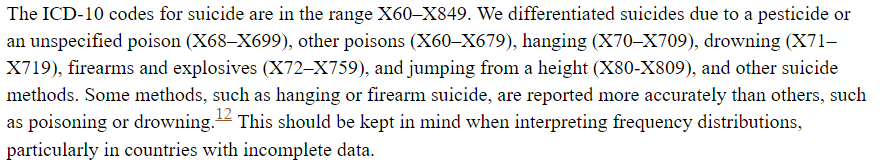 The ICD-10 codes for suicide are in the range X60–X849. We differentiated suicides due to a pesticide or
an unspecified poison (X68–X699), other poisons (X60–X679), hanging (X70–X709), drowning (X71–
X719), firearms and explosives (X72–X759), and jumping from a height (X80-X809), and other suicide
methods. Some methods, such as hanging or firearm suicide, are reported more accurately than others, such
as poisoning or drowning.12 This should be kept in mind when interpreting frequency distributions,
particularly in countries with incomplete data.